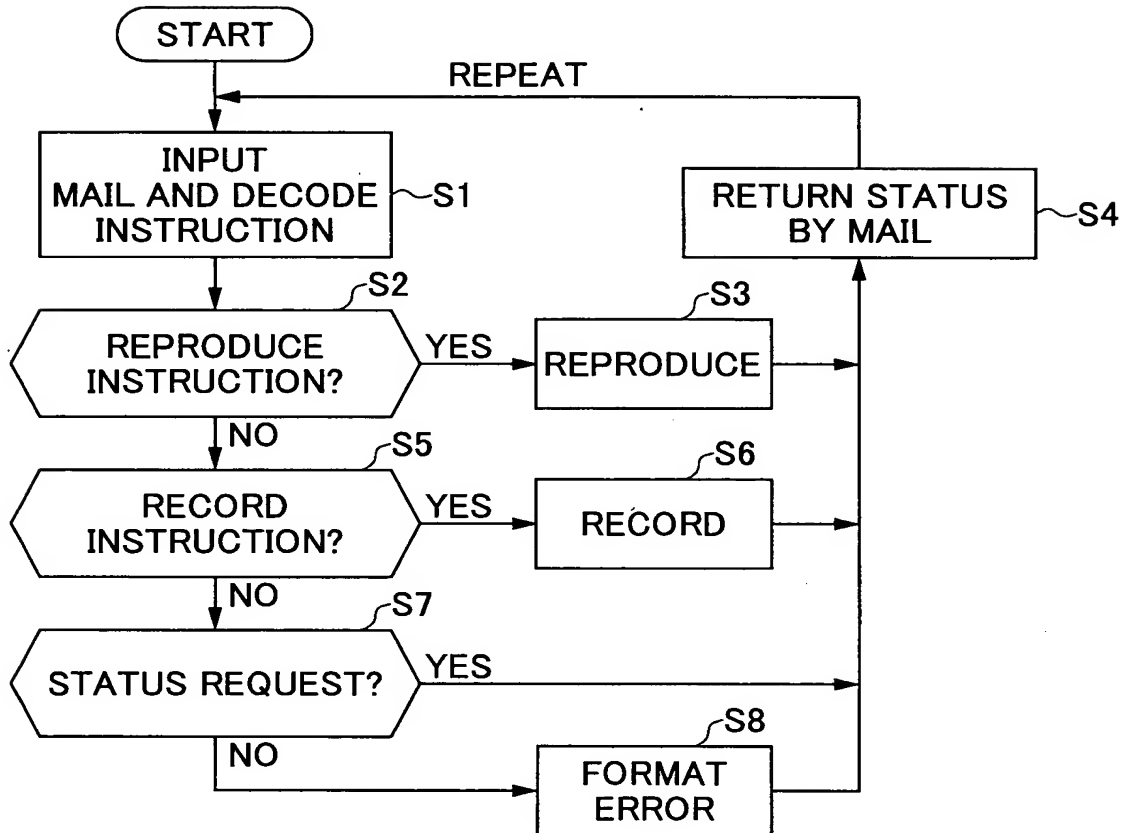 START
REPEAT
INPUT
MAIL AND DECODE
INSTRUCTION
S1
RETURN STATUS
BY MAIL
S4
S2
REPRODUCE
INSTRUCTION?
YES
S3
REPRODUCE
NO
S5
RECORD
INSTRUCTION?
YES
S6
RECORD
NO
S7
STATUS REQUEST?
YES
NO
S8
FORMAT
ERROR